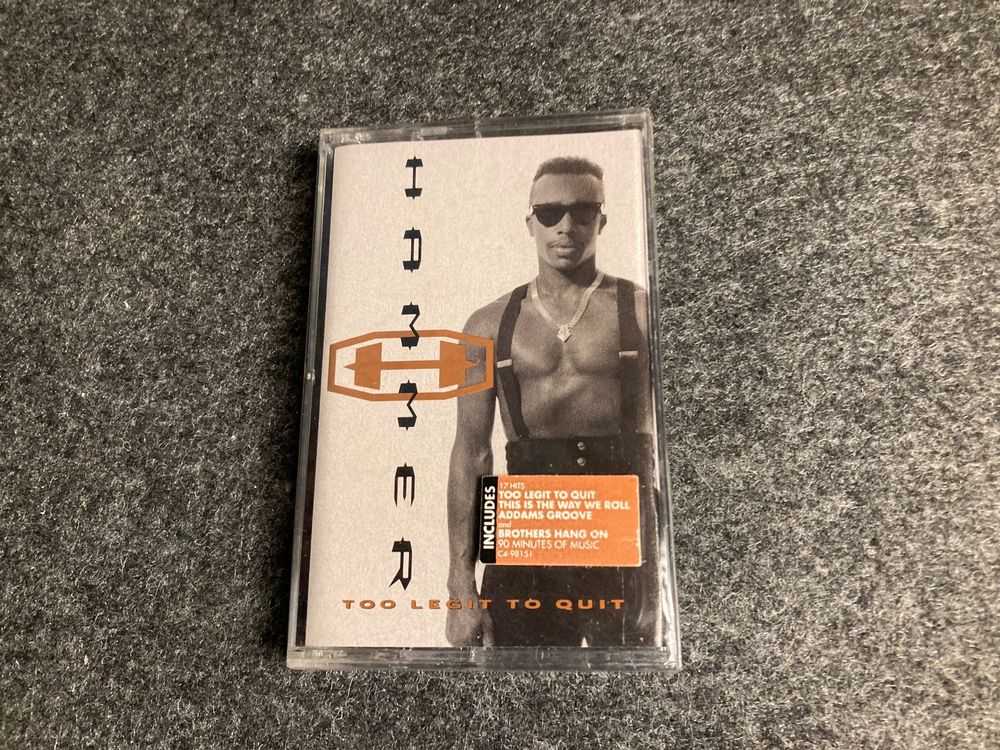 HAMMER
INCLUDES
17 HITS
TOO LEGIT TO QUIT
THIS IS THE WAY WE ROLL
ADDAMS GROOVE
and
BROTHERS HANG ON
90 MINUTES OF MUSIC
C4-98151
TOO LEGIT TO QUIT